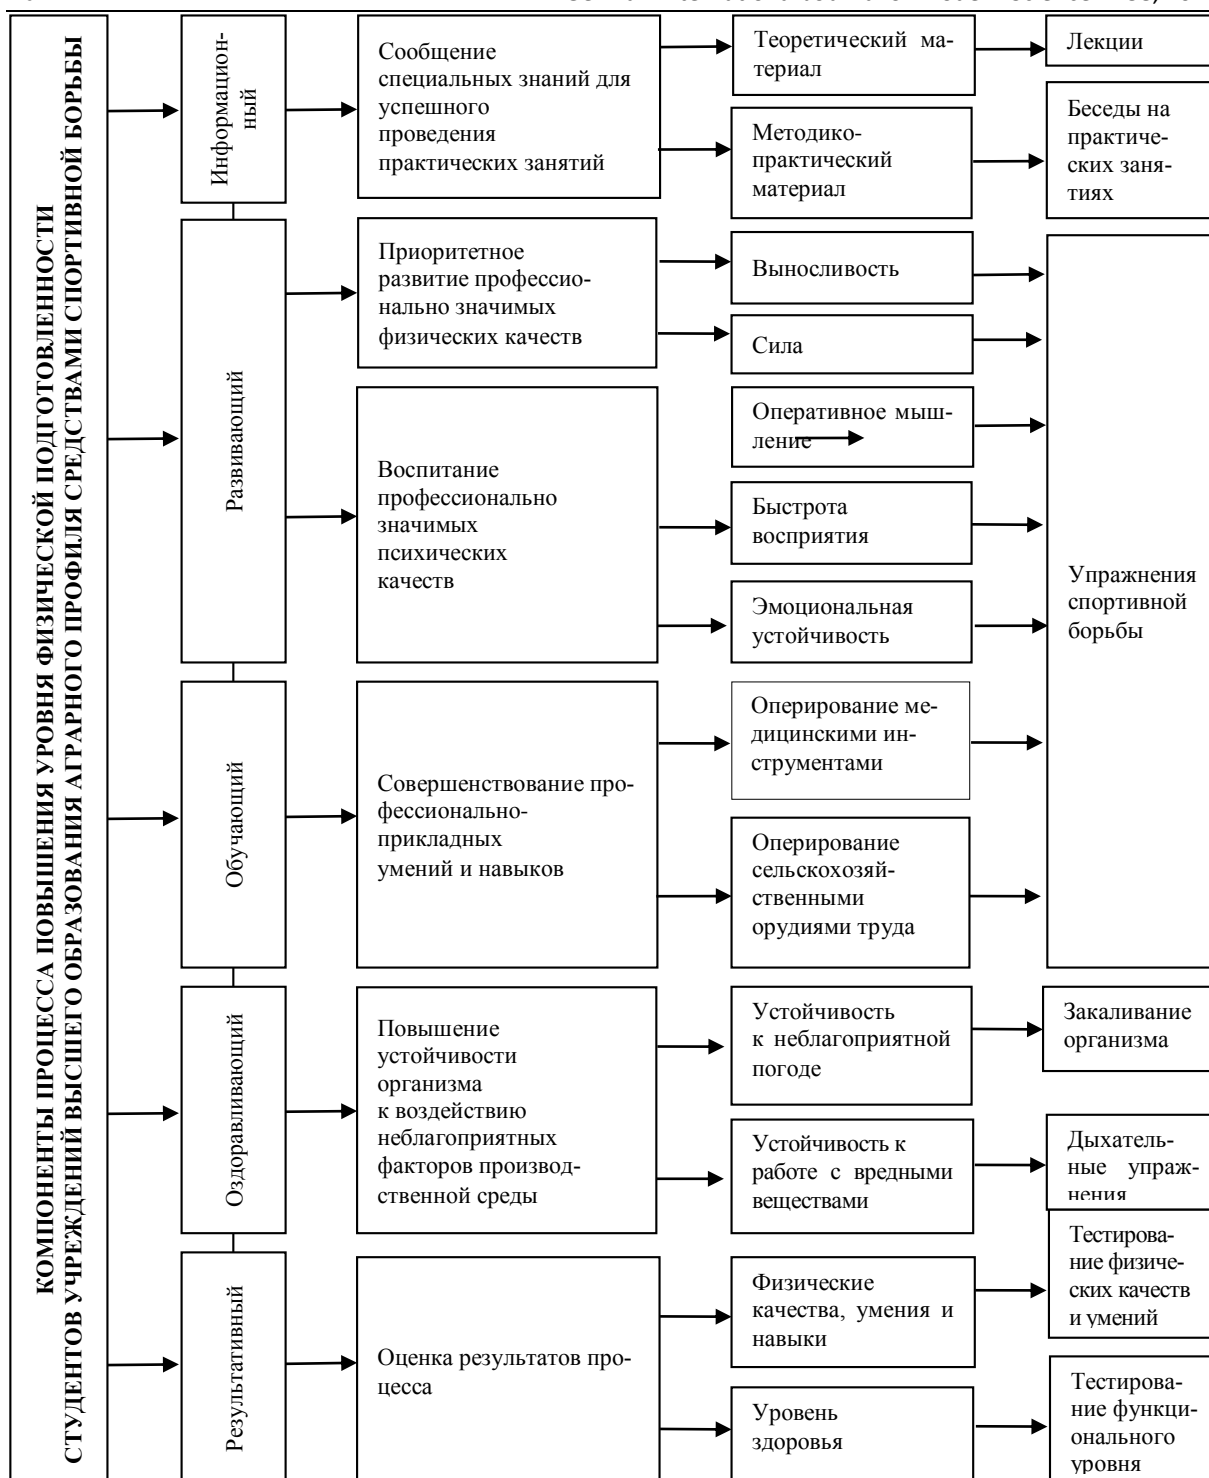 КОМПОНЕНТЫ ПРОЦЕССА ПОВЫШЕНИЯ УРОВНЯ ФИЗИЧЕСКОЙ ПОДГОТОВЛЕННОСТИ
СТУДЕНТОВ УЧРЕЖДЕНИЙ ВЫСШЕГО ОБРАЗОВАНИЯ АГРАРНОГО ПРОФИЛЯ СРЕДСТВАМИ СПОРТИВНОЙ БОРЬБЫ
Информацион-
ный
Сообщение
специальных знаний для
успешного
проведения
практических занятий
Теоретический ма-
териал
Лекции
Методико-
практический
материал
Беседы на
практиче-
ских заня-
тиях
Развивающий
Приоритетное
развитие профессио-
нально значимых
физических качеств
Выносливость
Сила
Воспитание
профессионально
значимых
психических
качеств
Оперативное мыш-
ление
Быстрота
восприятия
Эмоциональная
устойчивость
Упражнения
спортивной
борьбы
Обучающий
Совершенствование про-
фессионально-
прикладных
умений и навыков
Оперирование ме-
дицинскими ин-
струментами
Оперирование
сельскохозяй-
ственными
орудиями труда
Оздоравливающий
Повышение
устойчивости
организма
к воздействию
неблагоприятных
факторов производ-
ственной среды
Устойчивость
к неблагоприятной
погоде
Закаливание
организма
Устойчивость к
работе с вредными
веществами
Дыхатель-
ные упраж-
нения
Результативный
Оценка результатов про-
цесса
Физические
качества, умения и
навыки
Тестирова-
ние физиче-
ских качеств
и умений
Уровень
здоровья
Тестирова-
ние функци-
онального
уровня